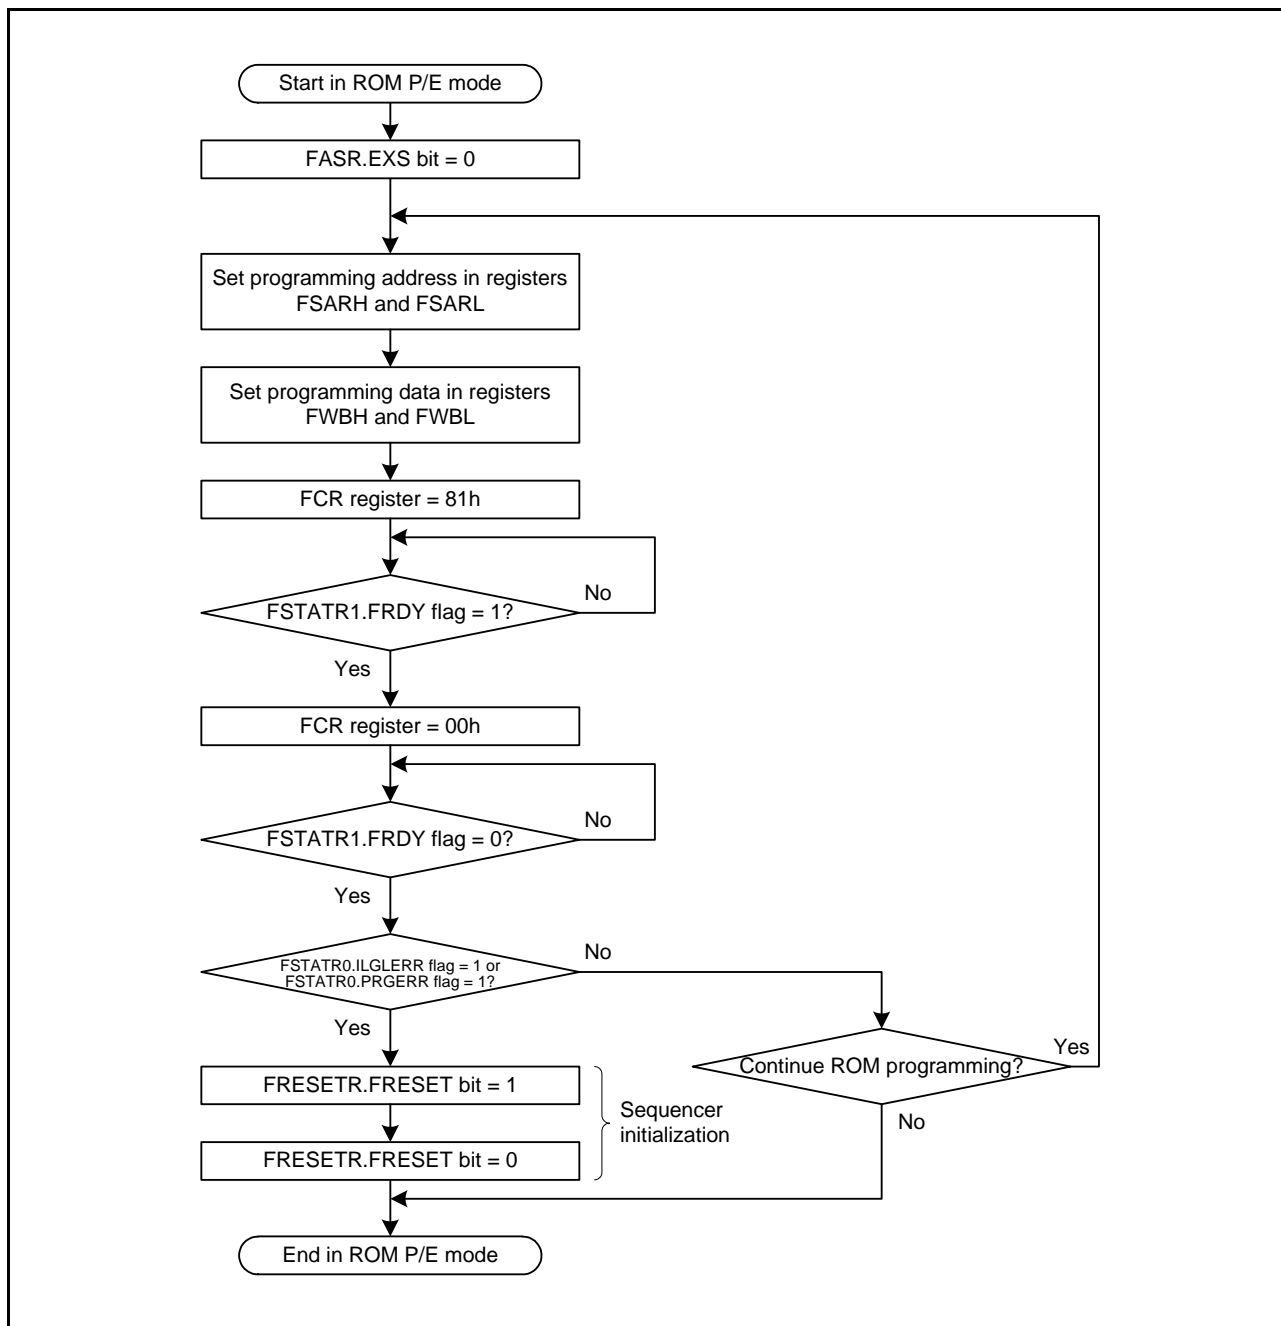 Start in ROM P/E mode
FASR.EXS bit = 0
Set programming address in registers
FSARH and FSARL
Set programming data in registers
FWBH and FWBL
FCR register = 81h
No
FSTATR1.FRDY flag = 1?
Yes
FCR register = 00h
No
FSTATR1.FRDY flag = 0?
Yes
No
FSTATR0.ILGLERR flag = 1 or
FSTATR0.PRGERR flag = 1?
Yes
Yes
Continue ROM programming?
No
FRESETR.FRESET bit = 1
Sequencer
initialization
FRESETR.FRESET bit = 0
End in ROM P/E mode